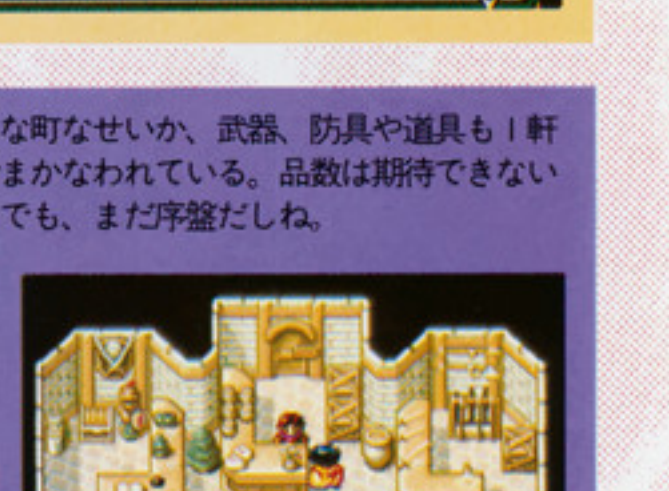 な町なせいか、武器、防具や道具も1軒
まかなわれている。品数は期待できない
でも、まだ序盤だしね。